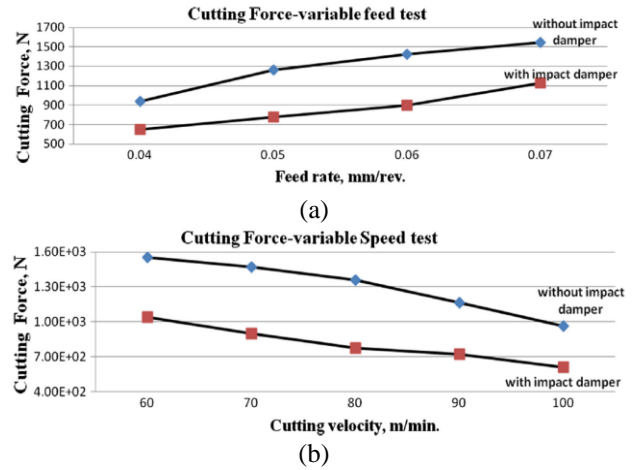 Cutting Force-variable feed test
Cutting Force, N
1700
1500
1300
1100
900
700
500
without impact
damper
with impact damper
0.04 0.05 0.06 0.07
Feed rate, mm/rev.
(a)
Cutting Force-variable Speed test
Cutting Force, N
1.60E+03
1.30E+03
1.00E+03
7.00E+02
4.00E+02
without impact
damper
with impact damper
60 70 80 90 100
Cutting velocity, m/min.
(b)